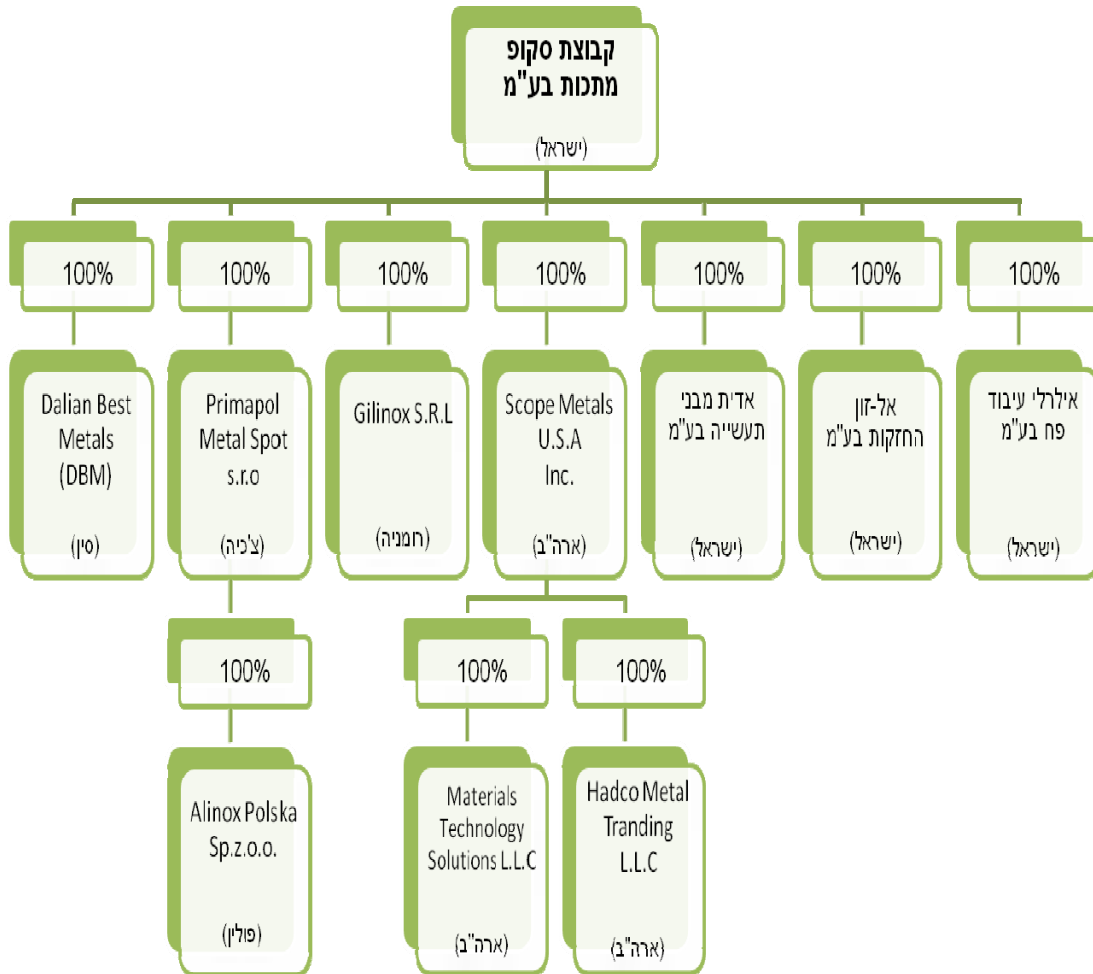 קבוצת סקופ
מתכות בע"מ
(ישראל)
100%
100%
100%
100%
100%
100%
100%
Dalian Best
Metals
(DBM)
(סין)
Primapol
Metal Spot
s.r.o
(צ'כיה)
Gilinox S.R.L
(רומניה)
Scope Metals
U.S.A
Inc.
(ארה"ב)
אדית מבני
תעשייה בע"מ
(ישראל)
אל-זון
החזקות בע"מ
(ישראל)
אילרלי עיבוד
פח בע"מ
(ישראל)
100%
100%
100%
Alinox Polska
Sp.z.o.o.
(פולין)
Materials
Technology
Solutions L.L.C
(ארה"ב)
Hadco Metal
Tranding
L.L.C
(ארה"ב)